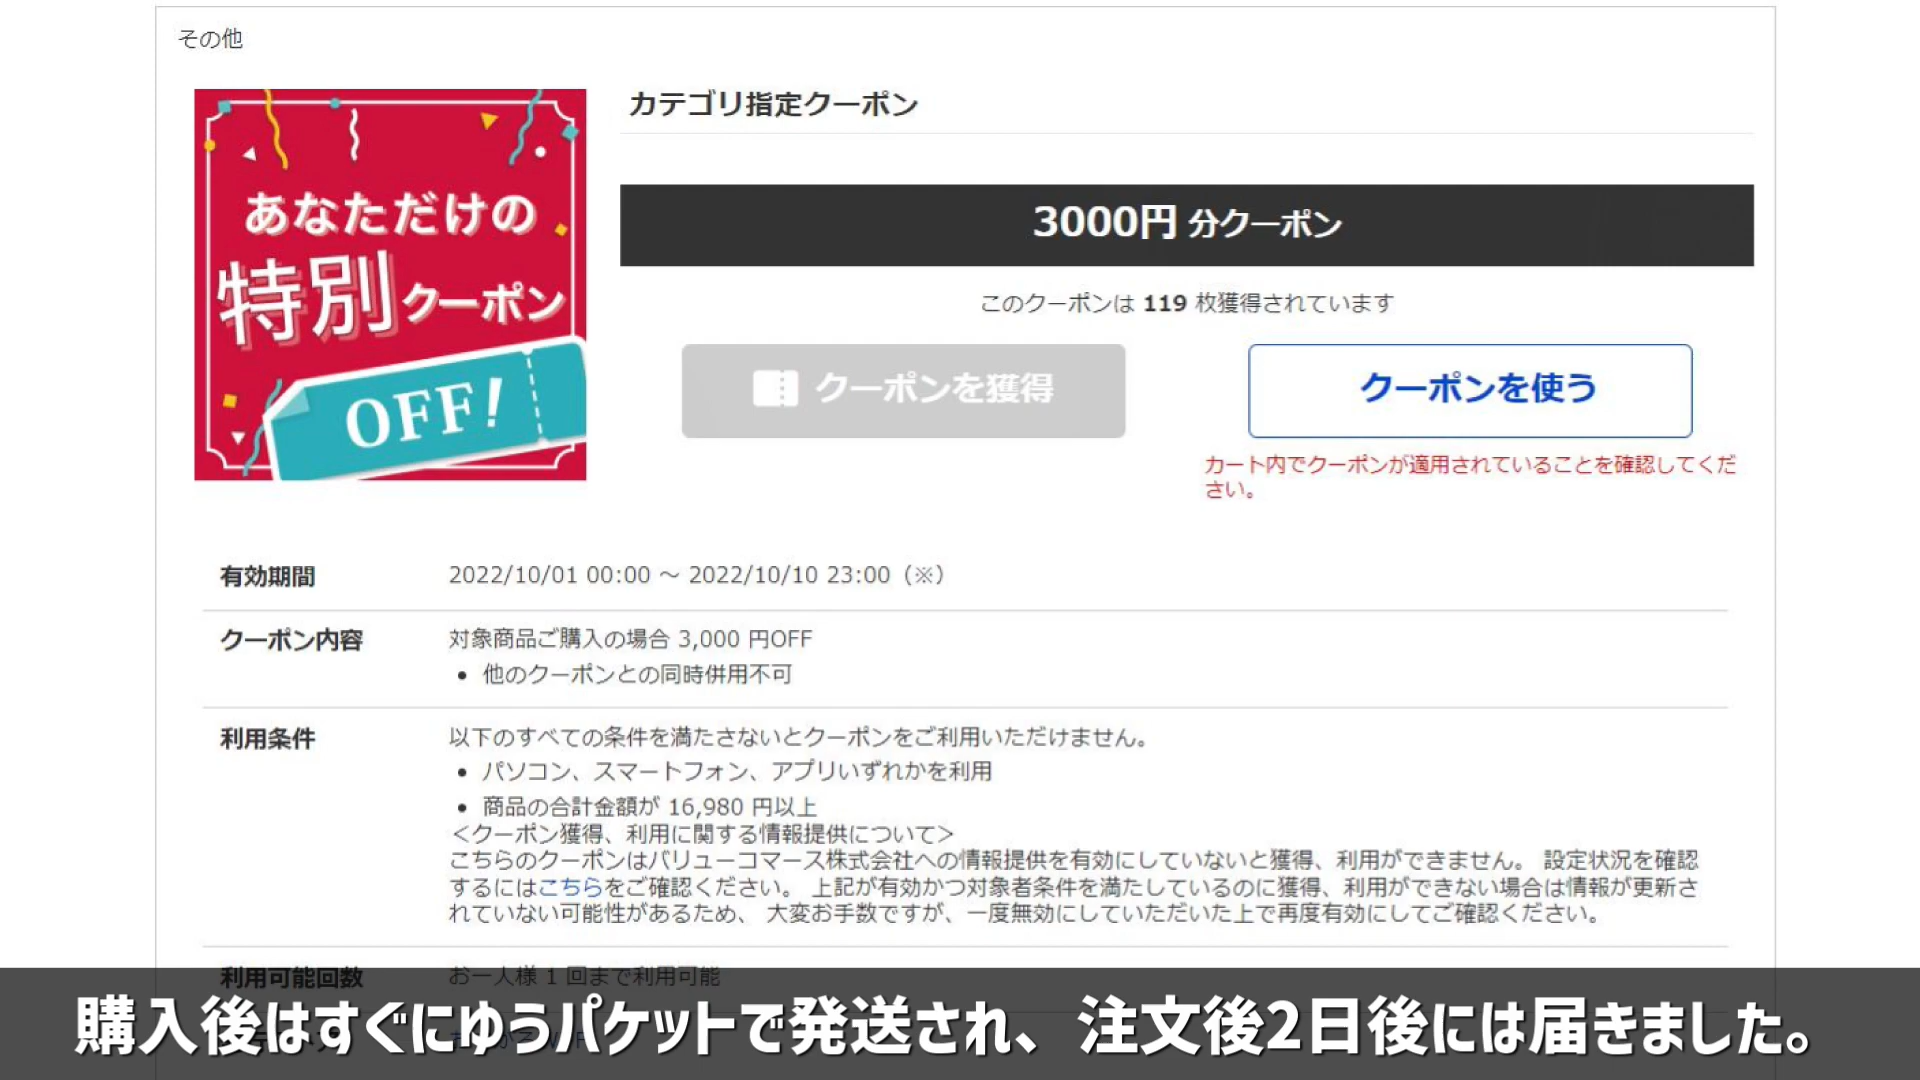 その他
あなただけの
特別クーポン
OFF!
カテゴリ指定クーポン
3000円 分クーポン
このクーポンは 119 枚獲得されています
クーポンを獲得
クーポンを使う
カート内でクーポンが適用されていることを確認してくだ
さい。
有効期間
2022/10/01 00:00 ～ 2022/10/10 23:00（※）
クーポン内容
対象商品ご購入の場合 3,000 円OFF
• 他のクーポンとの同時併用不可
利用条件
以下のすべての条件を満たさないとクーポンをご利用いただけません。
• パソコン、スマートフォン、アプリいずれかを利用
• 商品の合計金額が 16,980 円以上
＜クーポン獲得、利用に関する情報提供について＞
こちらのクーポンはバリューコマース株式会社への情報提供を有効にしていないと獲得、利用ができません。 設定状況を確認
するにはこちらをご確認ください。 上記が有効かつ対象者条件を満たしているのに獲得、利用ができない場合は情報が更新さ
れていない可能性があるため、 大変お手数ですが、一度無効にしていただいた上で再度有効にしてご確認ください。
利用可能回数
お一人様 1 回まで利用可能
購入後はすぐにゆうパケットで発送され、注文後2日後には届きました。